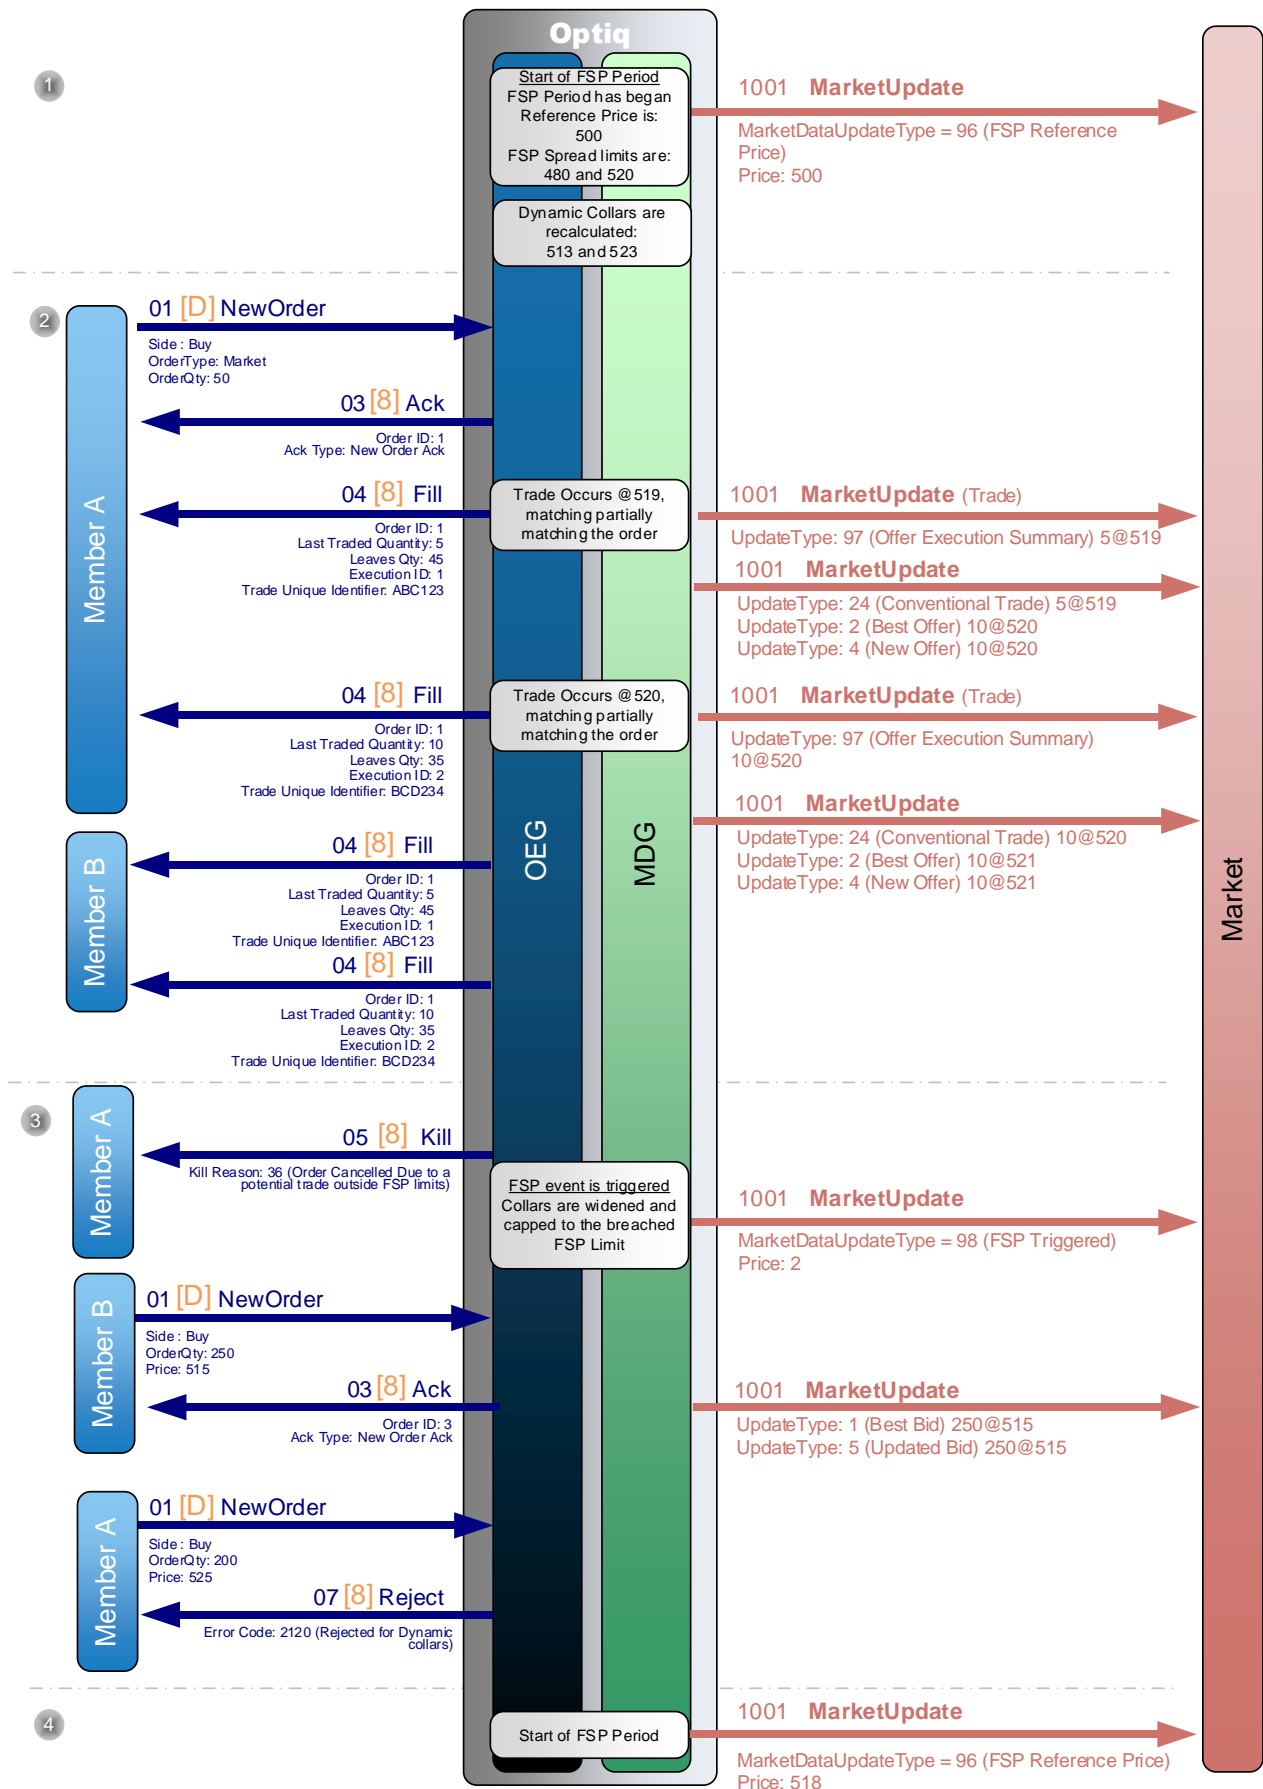 Optiq
1
Start of FSP Period
FSP Period has began
Reference Price is:
500
FSP Spread limits are:
480 and 520
1001 MarketUpdate
MarketDataUpdateType = 96 (FSP Reference
Price)
Price: 500
Dynamic Collars are
recalculated:
513 and 523
2
Member A
01 [D] NewOrder
Side : Buy
OrderType: Market
OrderQty: 50
03 [8] Ack
Order ID: 1
Ack Type: New Order Ack
04 [8] Fill
Order ID: 1
Last Traded Quantity: 5
Leaves Qty: 45
Execution ID: 1
Trade Unique Identifier: ABC123
Trade Occurs @519,
matching partially
matching the order
1001 MarketUpdate (Trade)
UpdateType: 97 (Offer Execution Summary) 5@519
1001 MarketUpdate
UpdateType: 24 (Conventional Trade) 5@519
UpdateType: 2 (Best Offer) 10@520
UpdateType: 4 (New Offer) 10@520
04 [8] Fill
Order ID: 1
Last Traded Quantity: 10
Leaves Qty: 35
Execution ID: 2
Trade Unique Identifier: BCD234
Trade Occurs @520,
matching partially
matching the order
1001 MarketUpdate (Trade)
UpdateType: 97 (Offer Execution Summary)
10@520
1001 MarketUpdate
UpdateType: 24 (Conventional Trade) 10@520
UpdateType: 2 (Best Offer) 10@521
UpdateType: 4 (New Offer) 10@521
OEG
MDG
Market
Member B
04 [8] Fill
Order ID: 1
Last Traded Quantity: 5
Leaves Qty: 45
Execution ID: 1
Trade Unique Identifier: ABC123
04 [8] Fill
Order ID: 1
Last Traded Quantity: 10
Leaves Qty: 35
Execution ID: 2
Trade Unique Identifier: BCD234
3
Member A
05 [8] Kill
Kill Reason: 36 (Order Cancelled Due to a
potential trade outside FSP limits)
FSP event is triggered
Collars are widened and
capped to the breached
FSP Limit
1001 MarketUpdate
MarketDataUpdateType = 98 (FSP Triggered)
Price: 2
Member B
01 [D] NewOrder
Side : Buy
OrderQty: 250
Price: 515
03 [8] Ack
Order ID: 3
Ack Type: New Order Ack
1001 MarketUpdate
UpdateType: 1 (Best Bid) 250@515
UpdateType: 5 (Updated Bid) 250@515
Member A
01 [D] NewOrder
Side : Buy
OrderQty: 200
Price: 525
07 [8] Reject
Error Code: 2120 (Rejected for Dynamic
collars)
4
Start of FSP Period
1001 MarketUpdate
MarketDataUpdateType = 96 (FSP Reference Price)
Price: 518